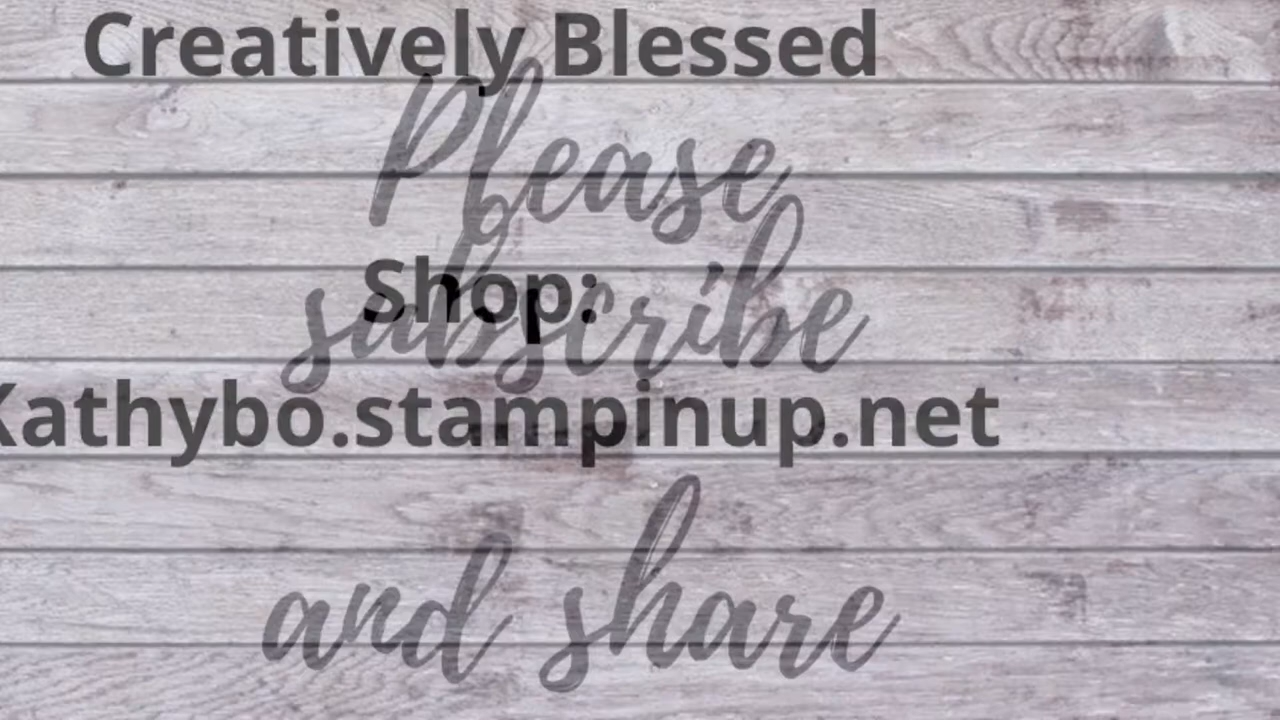 Creatively Blessed
Please
subscribe
Shop:
Kathybo.stampinup.net
and share